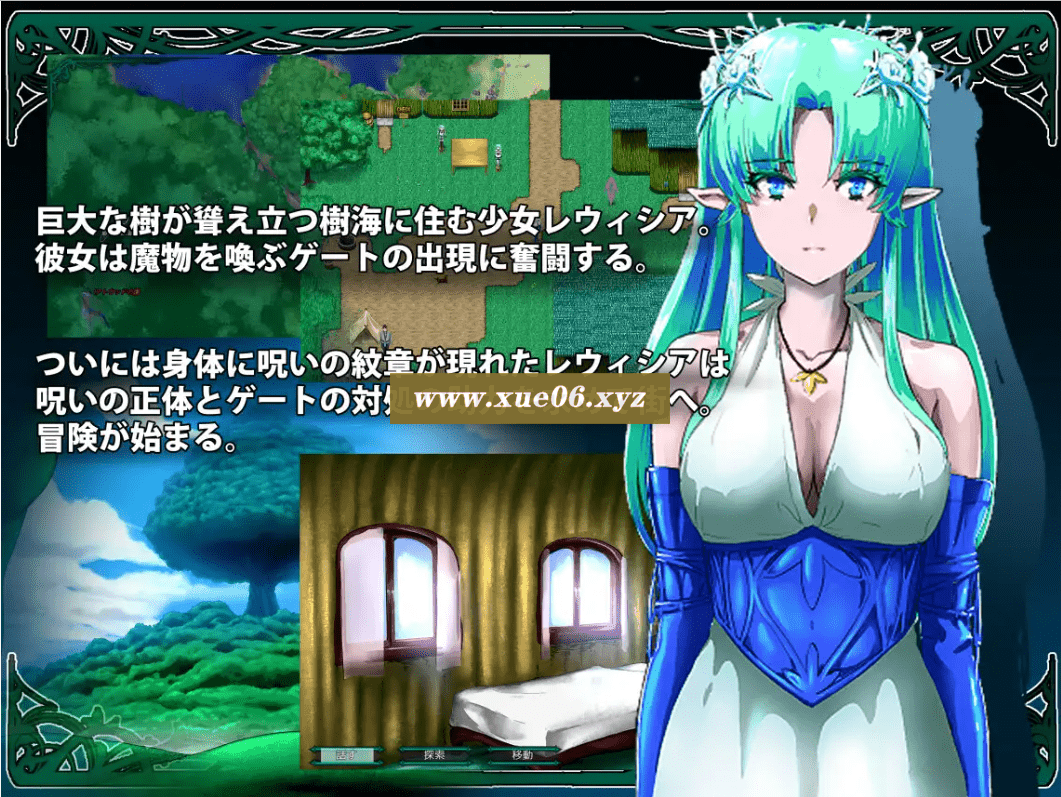 巨大な樹が聳え立つ樹海に住む少女レウィシア。
彼女は魔物を喚ぶゲートの出現に奮闘する。
ついには身体に呪いの紋章が現れたレウィシアは
呪いの正体とゲートの対処 街へ。
www.xue06.xyz
冒険が始まる。
話す 探索 移動